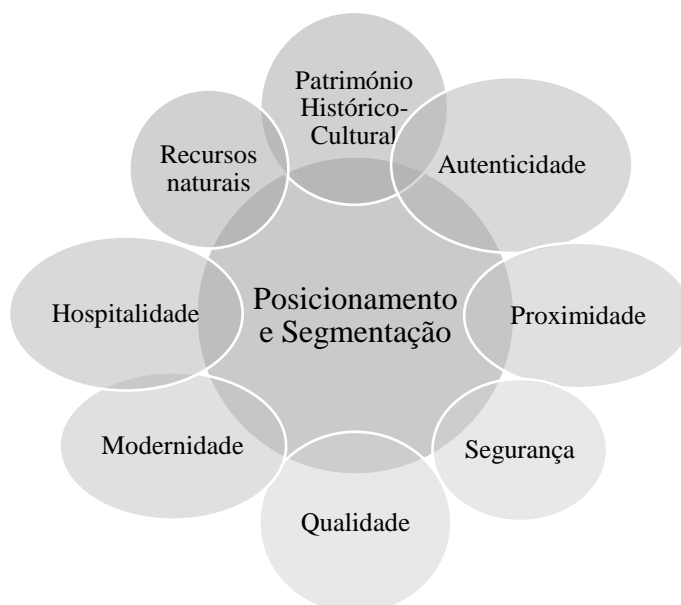 Património
Histórico-
Cultural
Autenticidade
Proximidade
Segurança
Qualidade
Modernidade
Hospitalidade
Recursos
naturais
Posicionamento
e Segmentação